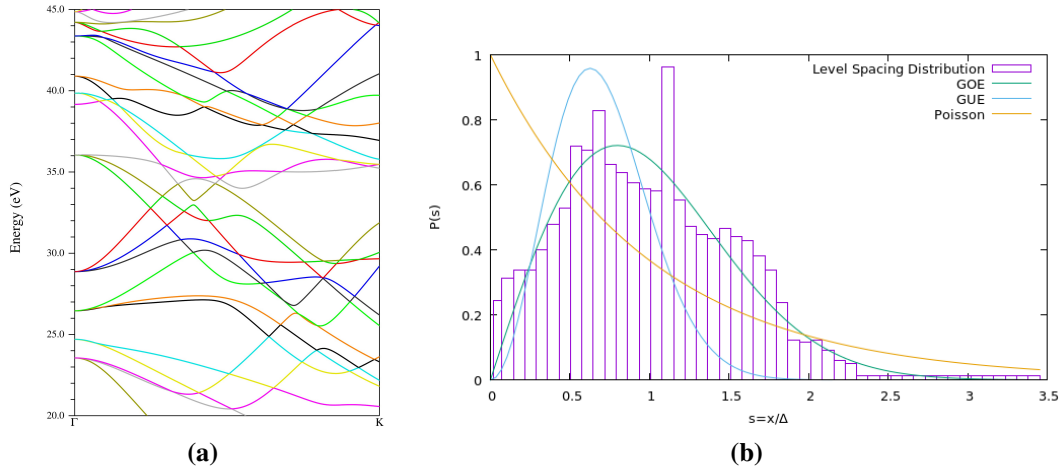 45.0
40.0
35.0
30.0
25.0
20.0
Energy (eV)
Γ
K
(a)
1
0.8
0.6
0.4
0.2
0
P(s)
Level Spacing Distribution
GOE
GUE
Poisson
0
0.5
1
1.5
2
2.5
3
3.5
s=x/Δ
(b)